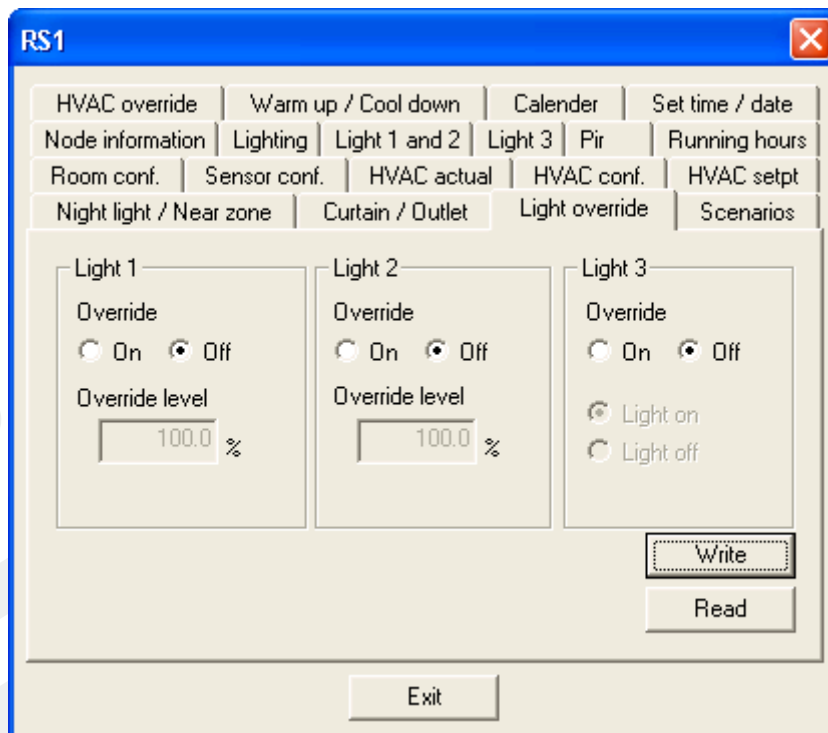 RS1
HVAC override Warm up / Cool down Calender Set time / date
Node information Lighting Light 1 and 2 Light 3 Pir Running hours
Room conf. Sensor conf. HVAC actual HVAC conf. HVAC setpt
Night light / Near zone Curtain / Outlet Light override Scenarios
Light 1 Light 2 Light 3
Override Override Override
On Off On Off On Off
Override level Override level
100.0 % 100.0 % Light on
Light off
Write
Read
Exit